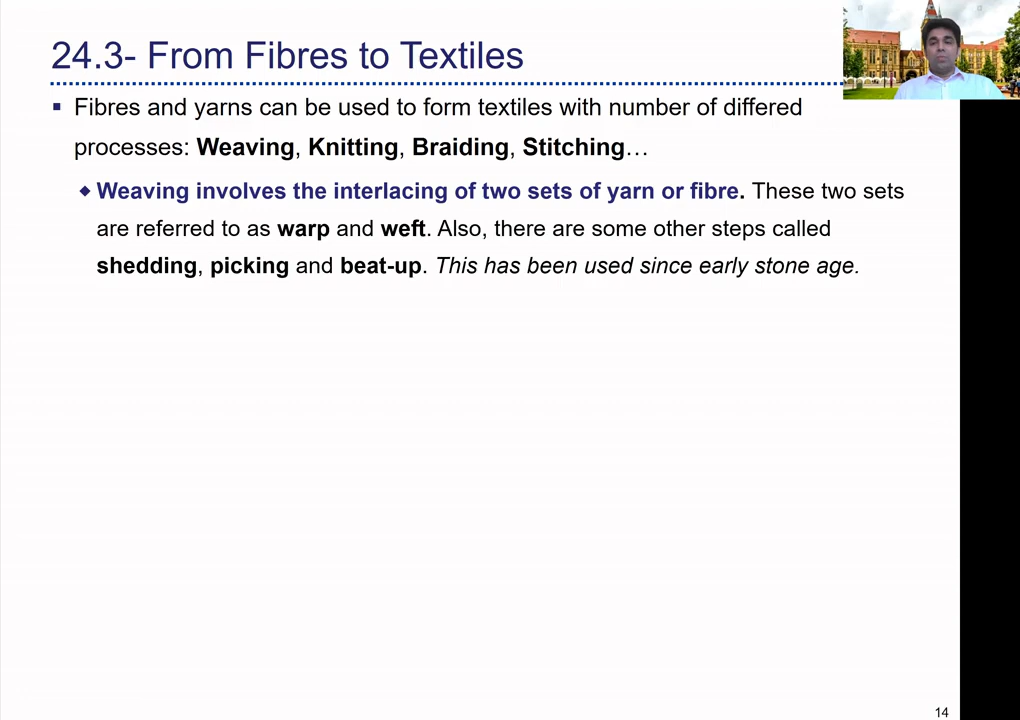 24.3- From Fibres to Textiles
▪ Fibres and yarns can be used to form textiles with number of differed
processes: Weaving, Knitting, Braiding, Stitching…
◆ Weaving involves the interlacing of two sets of yarn or fibre. These two sets
are referred to as warp and weft. Also, there are some other steps called
shedding, picking and beat-up. This has been used since early stone age.
14